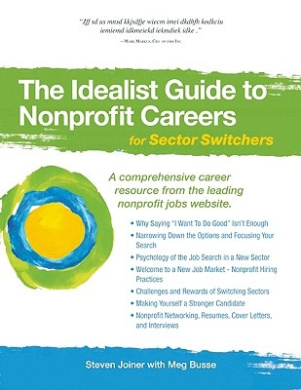 The Idealist Guide to
Nonprofit Careers
for Sector Switchers
A comprehensive career
resource from the leading
nonprofit jobs website.
• Why Saying "I Want To Do Good" Isn't Enough
• Narrowing Down the Options and Focusing Your
Search
• Psychology of the Job Search in a New Sector
• Welcome to a New Job Market - Nonprofit Hiring
Practices
• Challenges and Rewards of Switching Sectors
• Making Yourself a Stronger Candidate
• Nonprofit Networking, Resumes, Cover Letters,
and Interviews
Steven Joiner with Meg Busse